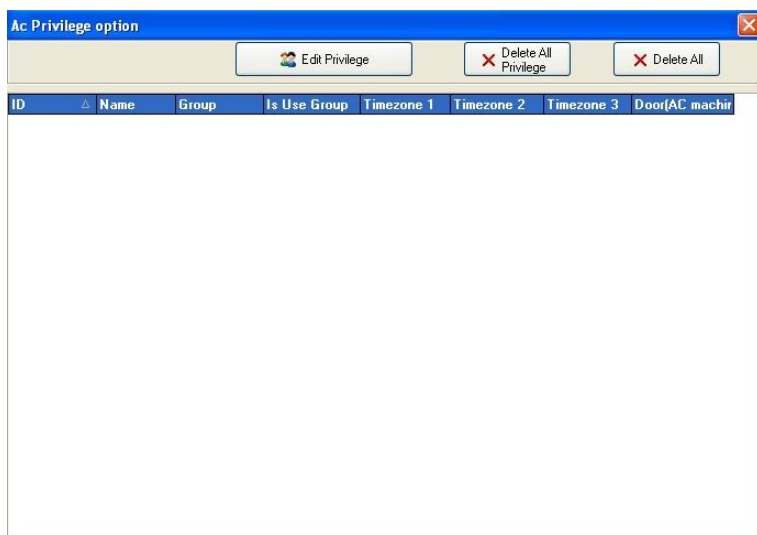 Ac Privilege option
Edit Privilege
Delete All
Privilege
Delete All
ID Name Group Is Use Group Timezone 1 Timezone 2 Timezone 3 Door(AC machin